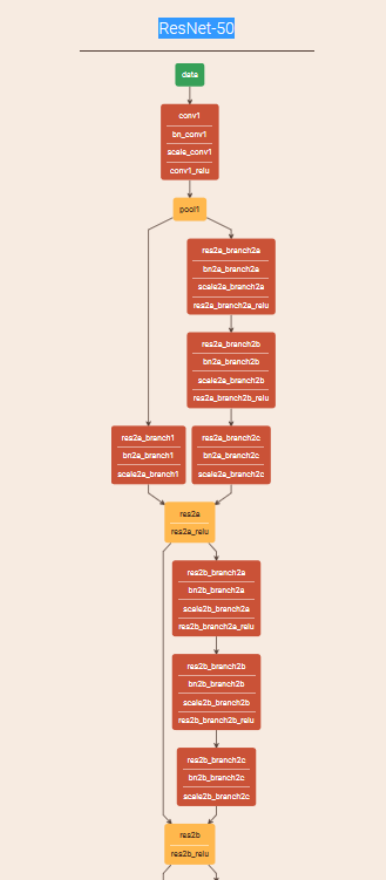 ResNet-50
data
conv1
bn_conv1
scale_conv1
conv1_relu
pool1
res2a_branch2a
bn2a_branch2a
scale2a_branch2a
res2a_branch2a_relu
res2a_branch2b
bn2a_branch2b
scale2a_branch2b
res2a_branch2b_relu
res2a_branch1
bn2a_branch1
scale2a_branch1
res2a_branch2c
bn2a_branch2c
scale2a_branch2c
res2a
res2a_relu
res2b_branch2a
bn2b_branch2a
scale2b_branch2a
res2b_branch2a_relu
res2b_branch2b
bn2b_branch2b
scale2b_branch2b
res2b_branch2b_relu
res2b_branch2c
bn2b_branch2c
scale2b_branch2c
res2b
res2b_relu